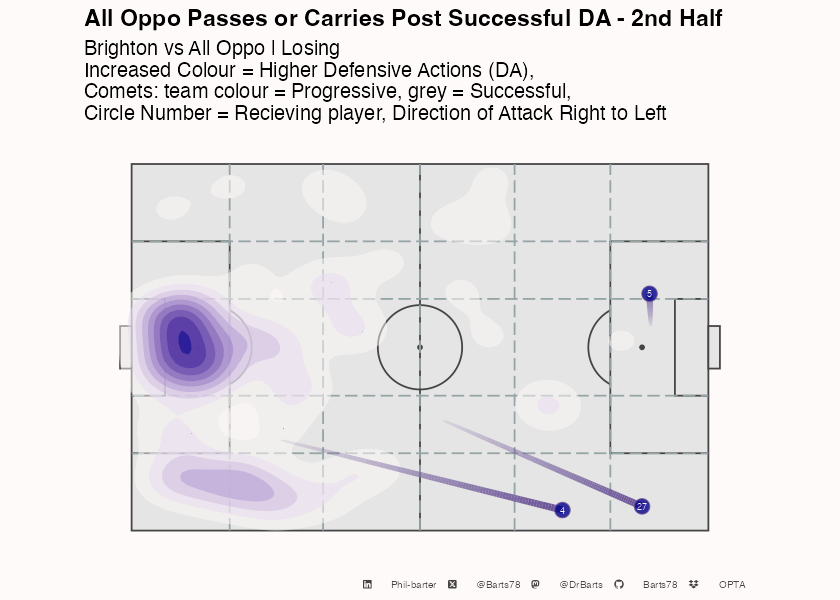 All Oppo Passes or Carries Post Successful DA - 2nd Half
Brighton vs All Oppo | Losing
Increased Colour = Higher Defensive Actions (DA),
Comets: team colour = Progressive, grey = Successful,
Circle Number = Recieving player, Direction of Attack Right to Left
5
4
27
Phil-barter @Barts78 @DrBarts Barts78 OPTA